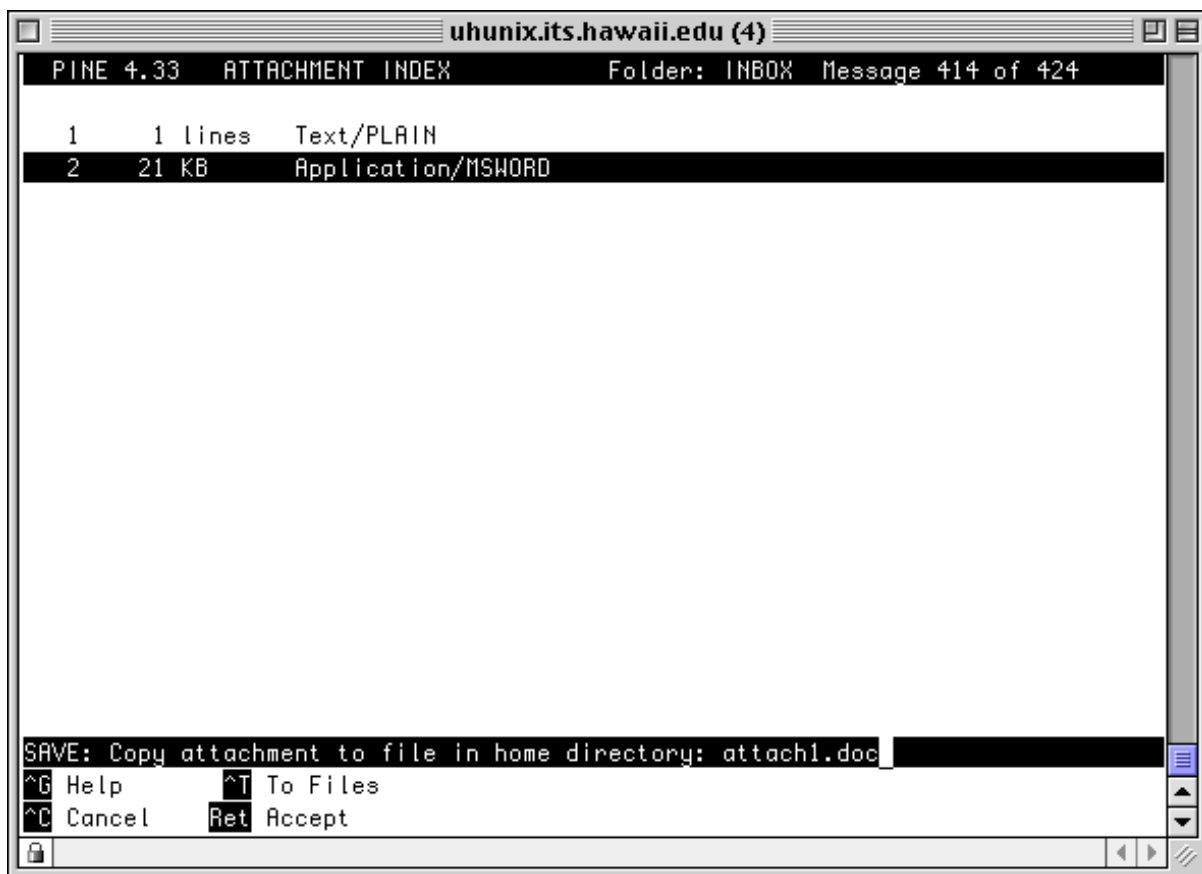 uhunix.its.hawaii.edu (4)
PINE 4.33 ATTACHMENT INDEX Folder: INBOX Message 414 of 424
1 1 lines Text/PLAIN
2 21 KB Application/MSWORD
SAVE: Copy attachment to file in home directory: attach1.doc
^G Help ^T To Files
^C Cancel Ret Accept